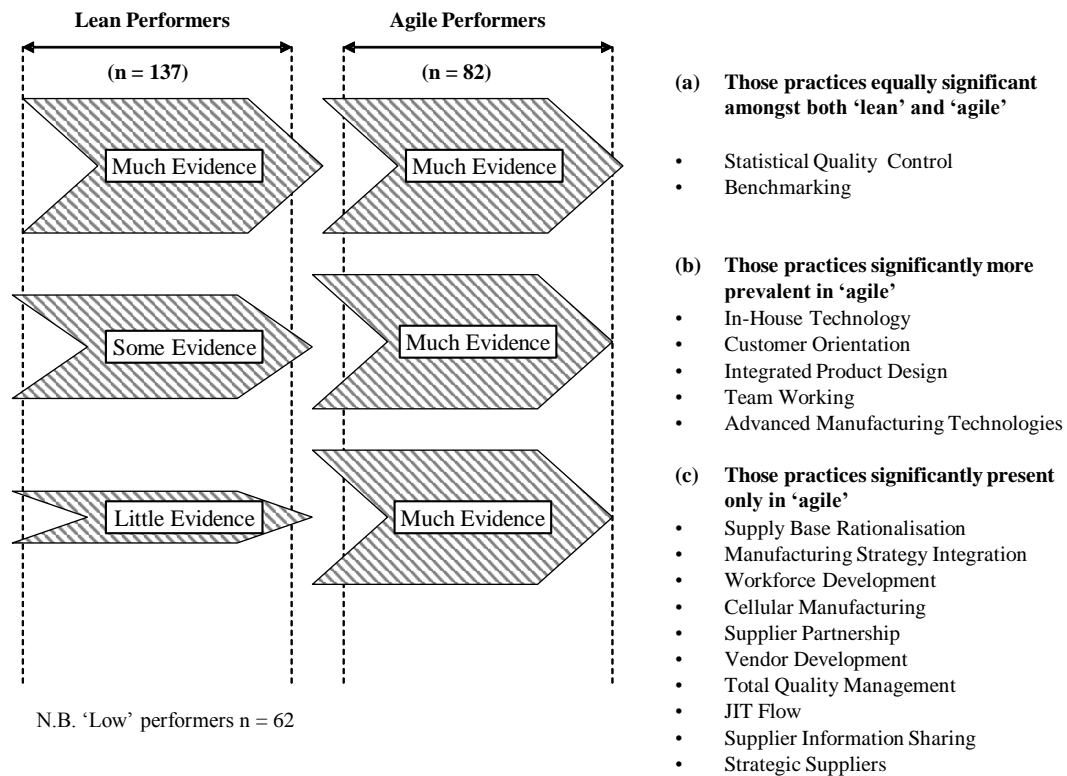 Lean Performers
Agile Performers
(n = 137)
(n = 82)
Much Evidence
Much Evidence
Some Evidence
Much Evidence
Little Evidence
Much Evidence
N.B. ‘Low’ performers n = 62
(a) Those practices equally significant
amongst both ‘lean’ and ‘agile’
• Statistical Quality Control
• Benchmarking
(b) Those practices significantly more
prevalent in ‘agile’
• In-House Technology
• Customer Orientation
• Integrated Product Design
• Team Working
• Advanced Manufacturing Technologies
(c) Those practices significantly present
only in ‘agile’
• Supply Base Rationalisation
• Manufacturing Strategy Integration
• Workforce Development
• Cellular Manufacturing
• Supplier Partnership
• Vendor Development
• Total Quality Management
• JIT Flow
• Supplier Information Sharing
• Strategic Suppliers